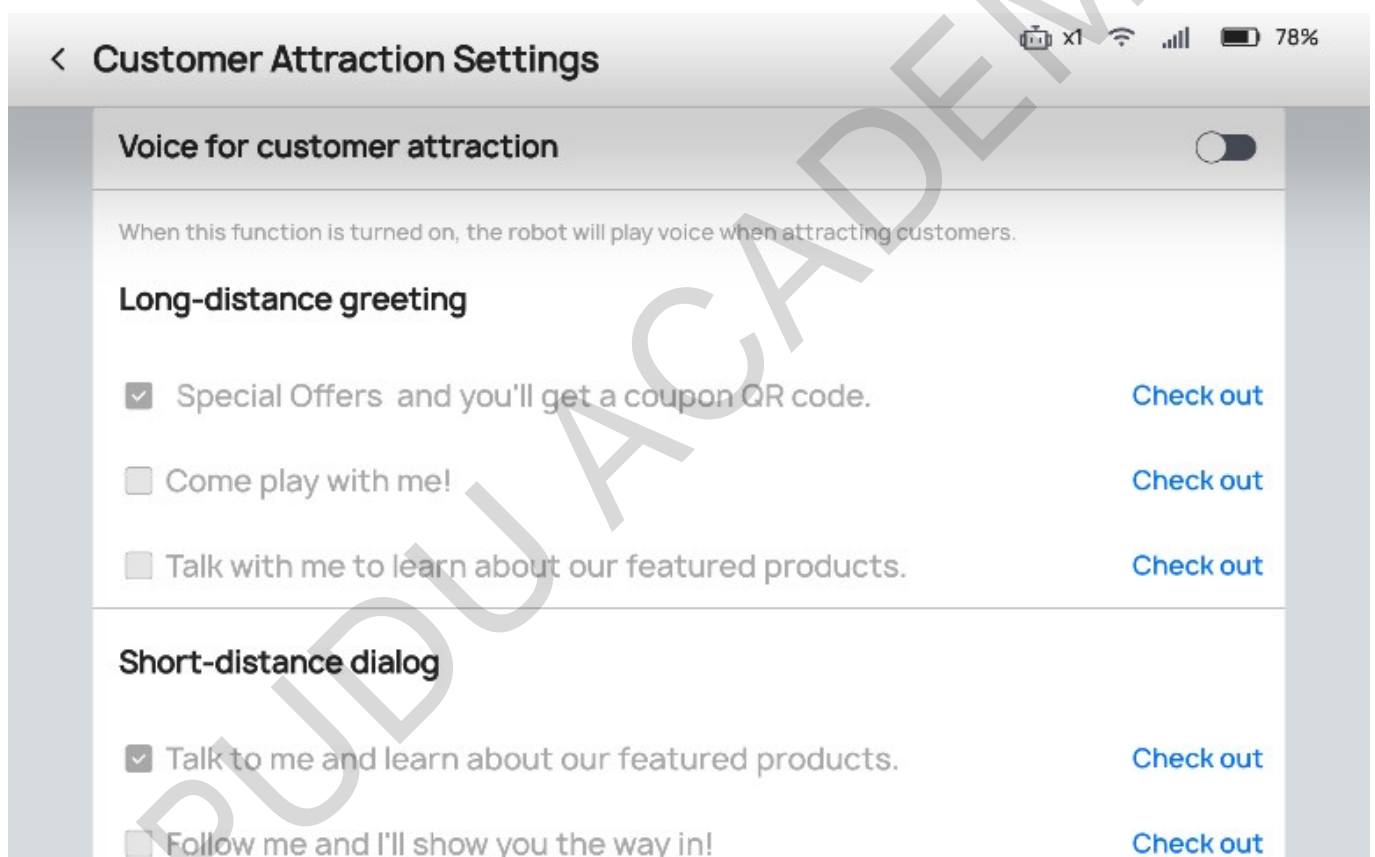 x1 78%
< Customer Attraction Settings
Voice for customer attraction
When this function is turned on, the robot will play voice when attracting customers.
Long-distance greeting
Special Offers and you'll get a coupon QR code. Check out
Come play with me! Check out
Talk with me to learn about our featured products. Check out
Short-distance dialog
Talk to me and learn about our featured products. Check out
Follow me and I'll show you the way in! Check out
PUDU ACADEM